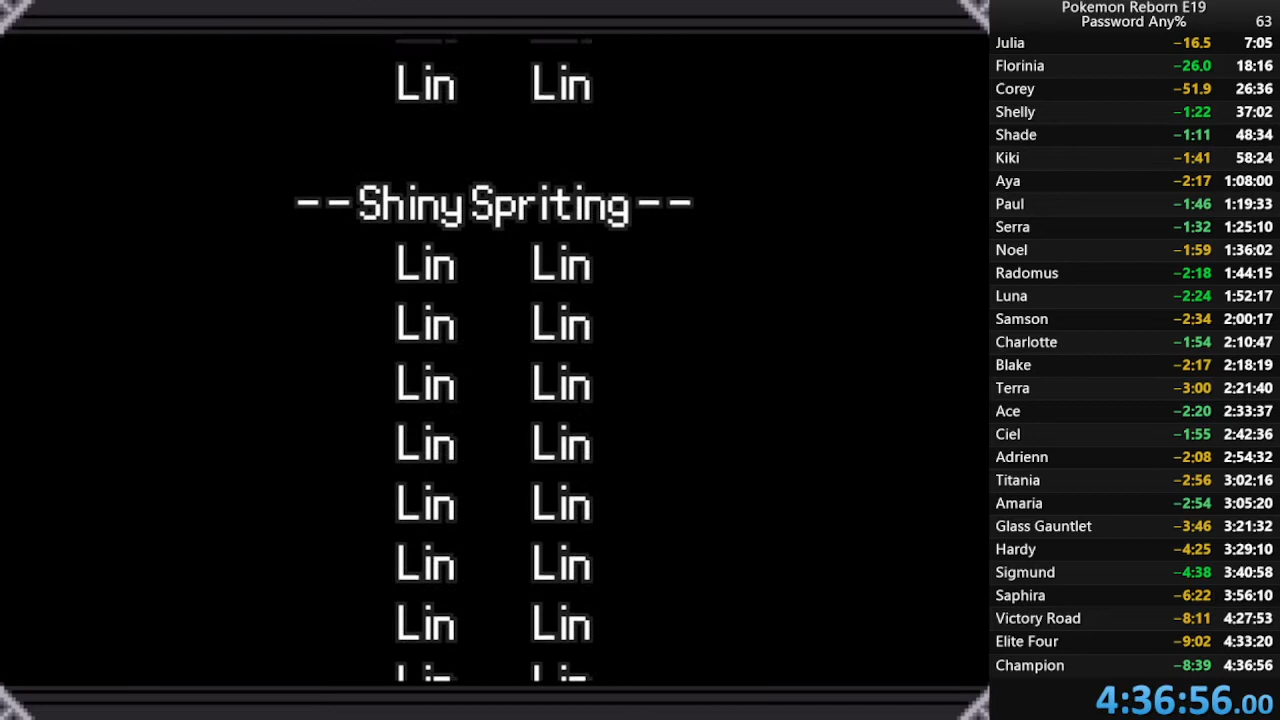 Lin Lin
--Shiny Spriting--
Lin Lin
Lin Lin
Lin Lin
Lin Lin
Lin Lin
Lin Lin
Lin Lin
Pokemon Reborn E19
Password Any% 63
Julia −16.5 7:05
Florinia −26.0 18:16
Corey −51.9 26:36
Shelly −1:22 37:02
Shade −1:11 48:34
Kiki −1:41 58:24
Aya −2:17 1:08:00
Paul −1:46 1:19:33
Serra −1:32 1:25:10
Noel −1:59 1:36:02
Radomus −2:18 1:44:15
Luna −2:24 1:52:17
Samson −2:34 2:00:17
Charlotte −1:54 2:10:47
Blake −2:17 2:18:19
Terra −3:00 2:21:40
Ace −2:20 2:33:37
Ciel −1:55 2:42:36
Adrienn −2:08 2:54:32
Titania −2:56 3:02:16
Amaria −2:54 3:05:20
Glass Gauntlet −3:46 3:21:32
Hardy −4:25 3:29:10
Sigmund −4:38 3:40:58
Saphira −6:22 3:56:10
Victory Road −8:11 4:27:53
Elite Four −9:02 4:33:20
Champion −8:39 4:36:56
4:36:56.00